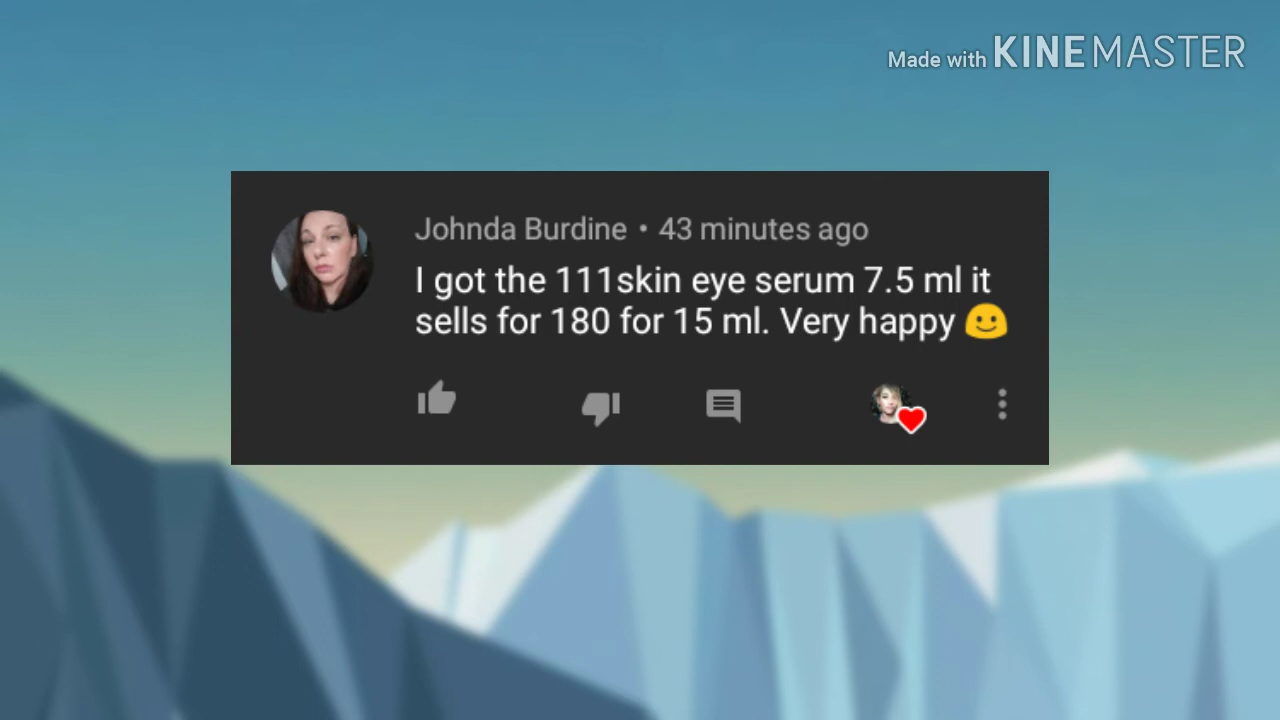 Made with KINEMASTER
Johnda Burdine • 43 minutes ago
I got the 111skin eye serum 7.5 ml it
sells for 180 for 15 ml. Very happy 🙂